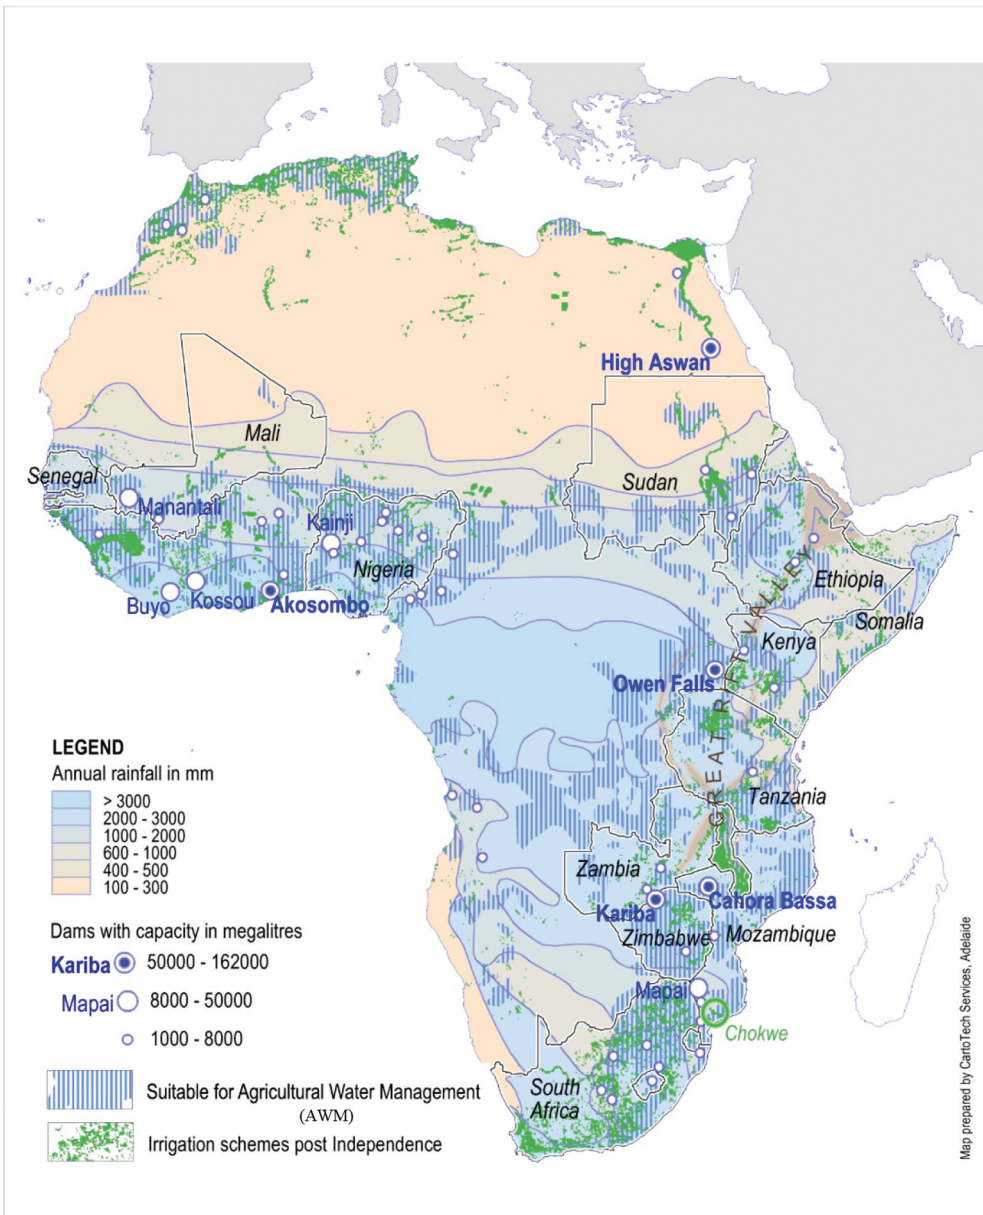 High Aswan
Mali
Senegal
Sudan
Manantali
Kainji
Nigeria
Ethiopia
Buyo
Kossou
Akosombo
Somalia
Kenya
GREAT RIFT VALLEY
Owen Falls
Tanzania
Zambia
Kariba
Cahora Bassa
Zimbabwe
Mozambique
Mapai
Chokwe
South
Africa
LEGEND
Annual rainfall in mm
> 3000
2000 - 3000
1000 - 2000
600 - 1000
400 - 500
100 - 300
Dams with capacity in megalitres
Kariba 50000 - 162000
Mapai 8000 - 50000
1000 - 8000
Suitable for Agricultural Water Management
(AWM)
Irrigation schemes post Independence
Map prepared by CartoTech Services, Adelaide